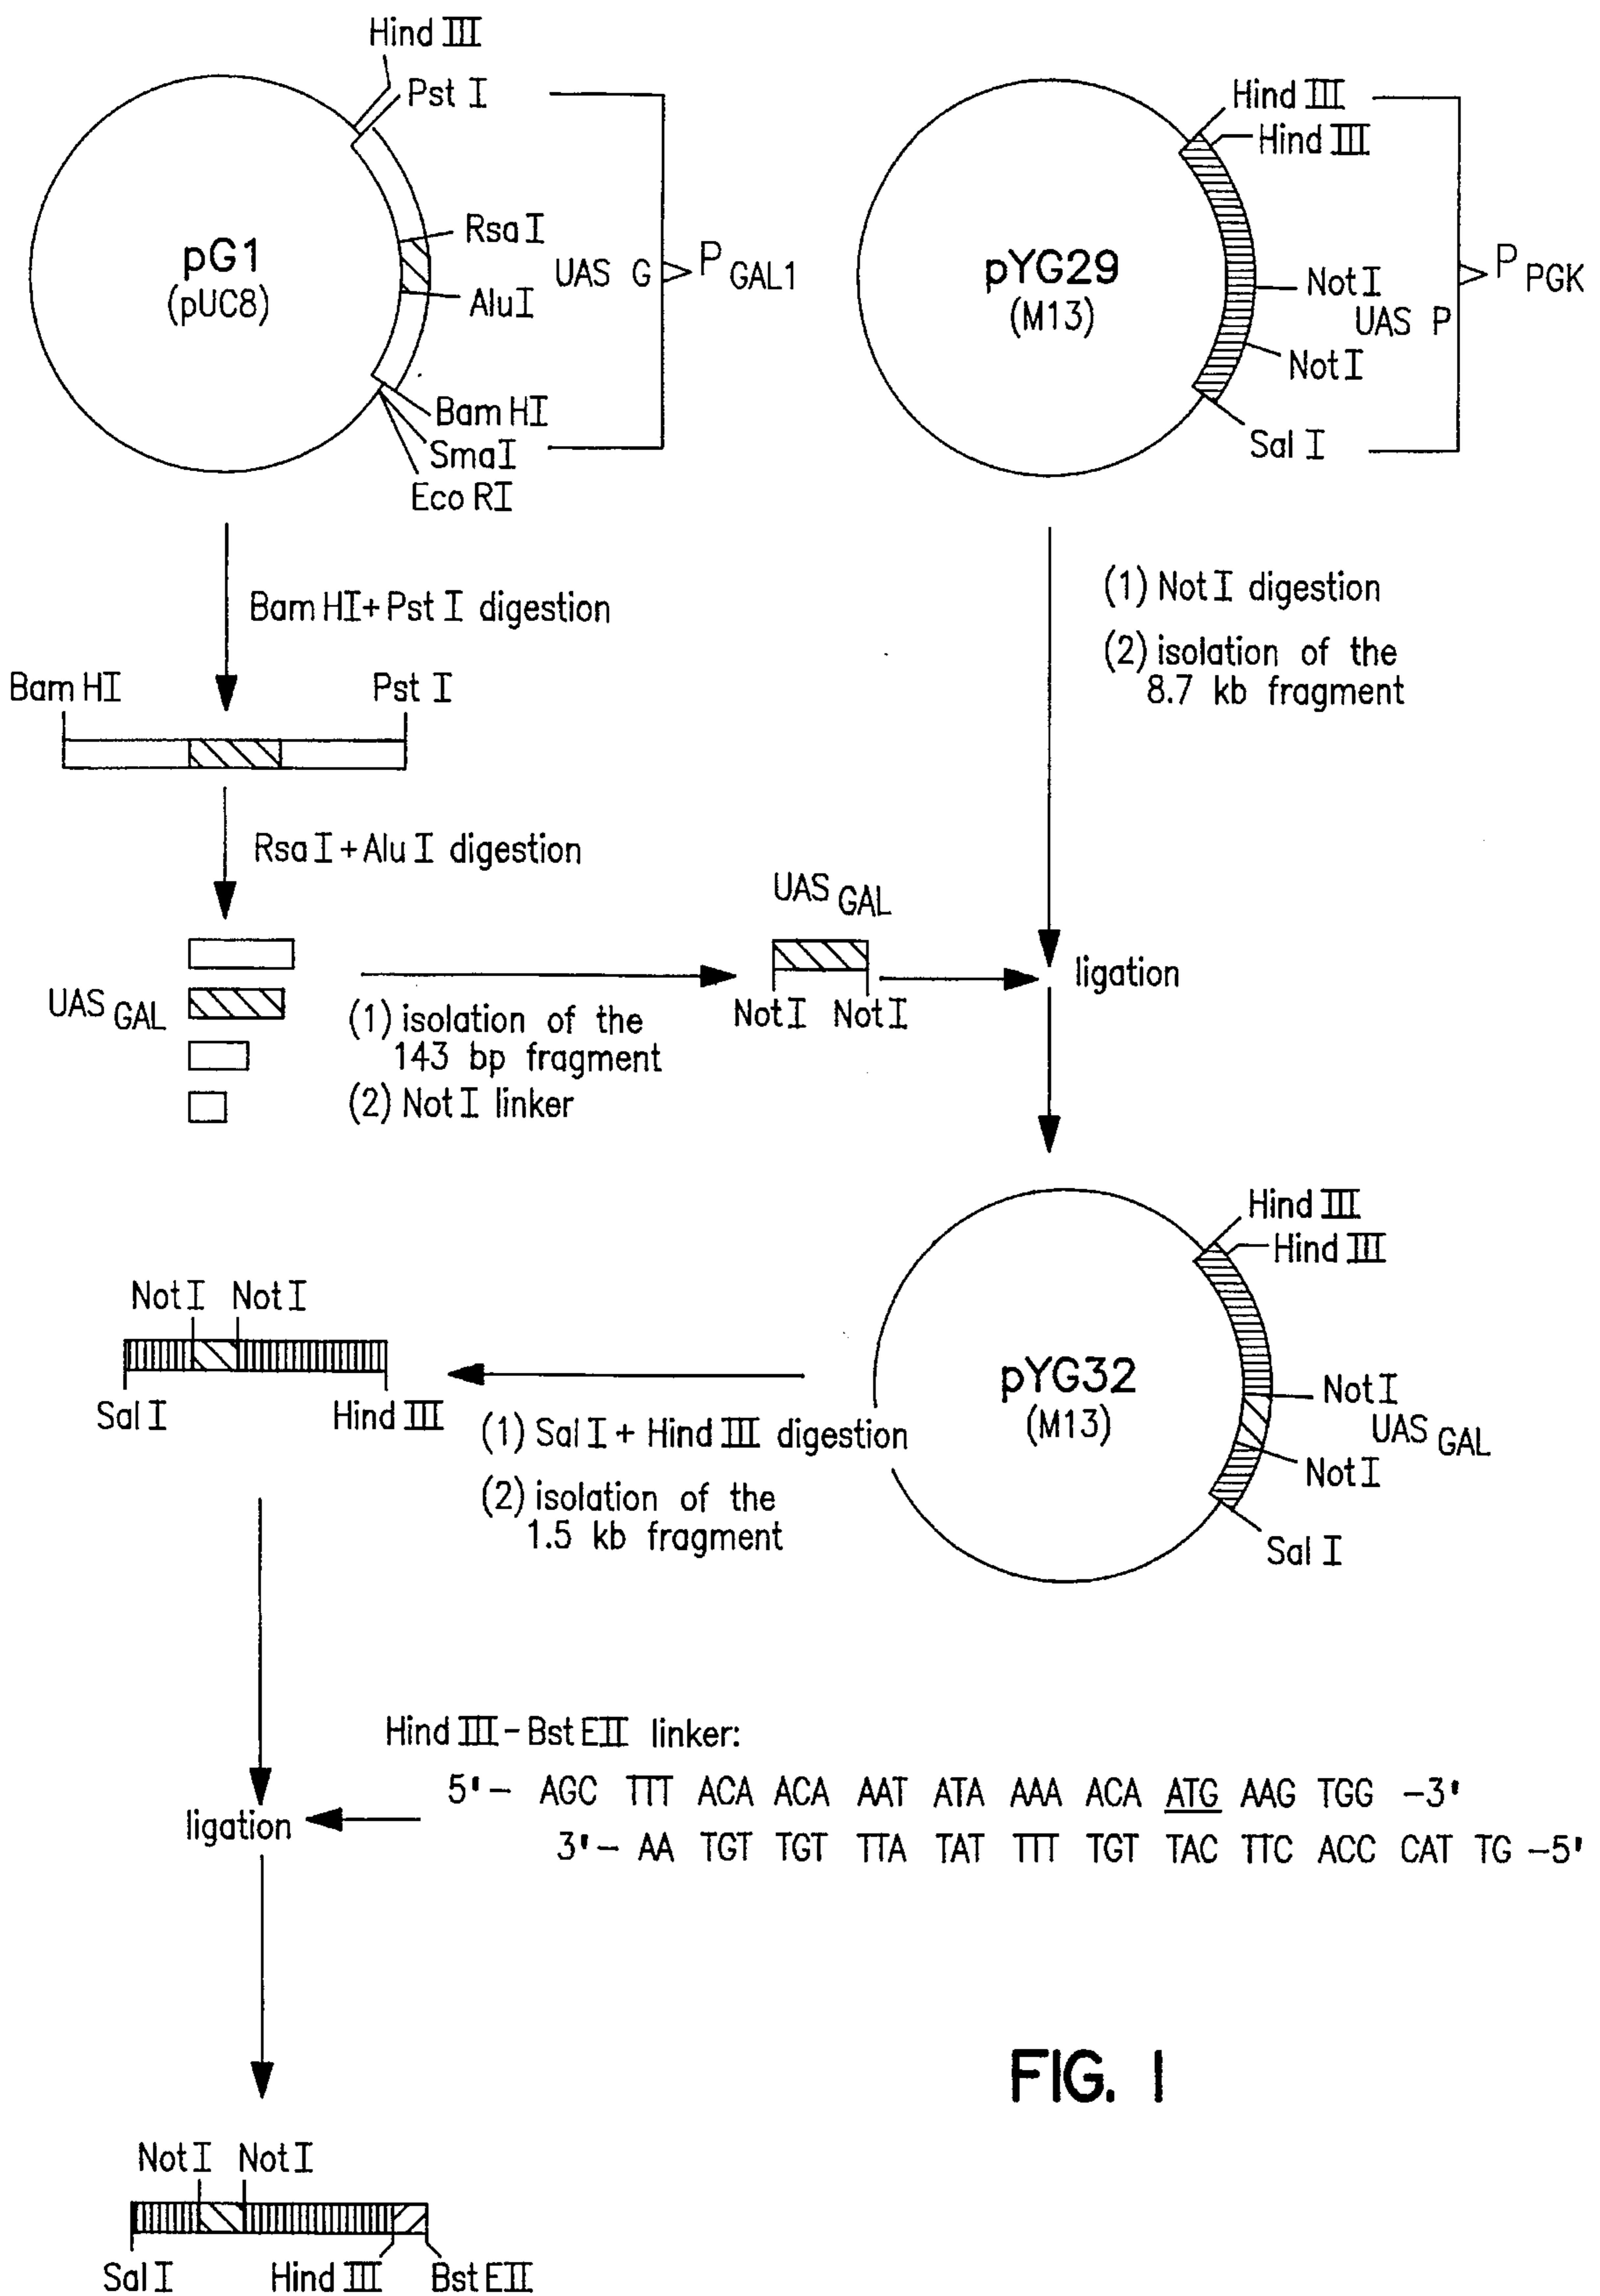 Hind III
Pst I
Rsa I
UAS G
P GAL1
pG1
(pUC8)
Alu I
Bam HI
Sma I
Eco RI
Hind III
Hind III
pYG29
(M13)
Not I
UAS P
P PGK
Not I
Sal I
Bam HI + Pst I digestion
(1) Not I digestion
(2) isolation of the
8.7 kb fragment
Bam HI
Pst I
Rsa I + Alu I digestion
UAS GAL
UAS GAL
(1) isolation of the
143 bp fragment
(2) Not I linker
Not I Not I
ligation
Hind III
Hind III
pYG32
(M13)
Not I
UAS GAL
Not I
Sal I
Not I Not I
Sal I
Hind III
(1) Sal I + Hind III digestion
(2) isolation of the
1.5 kb fragment
Hind III - Bst EII linker:
5'- AGC TTT ACA ACA AAT ATA AAA ACA ATG AAG TGG -3'
3'- AA TGT TGT TTA TAT TTT TGT TAC TTC ACC CAT TG -5'
ligation
FIG. 1
Not I Not I
Sal I
Hind III
Bst EII